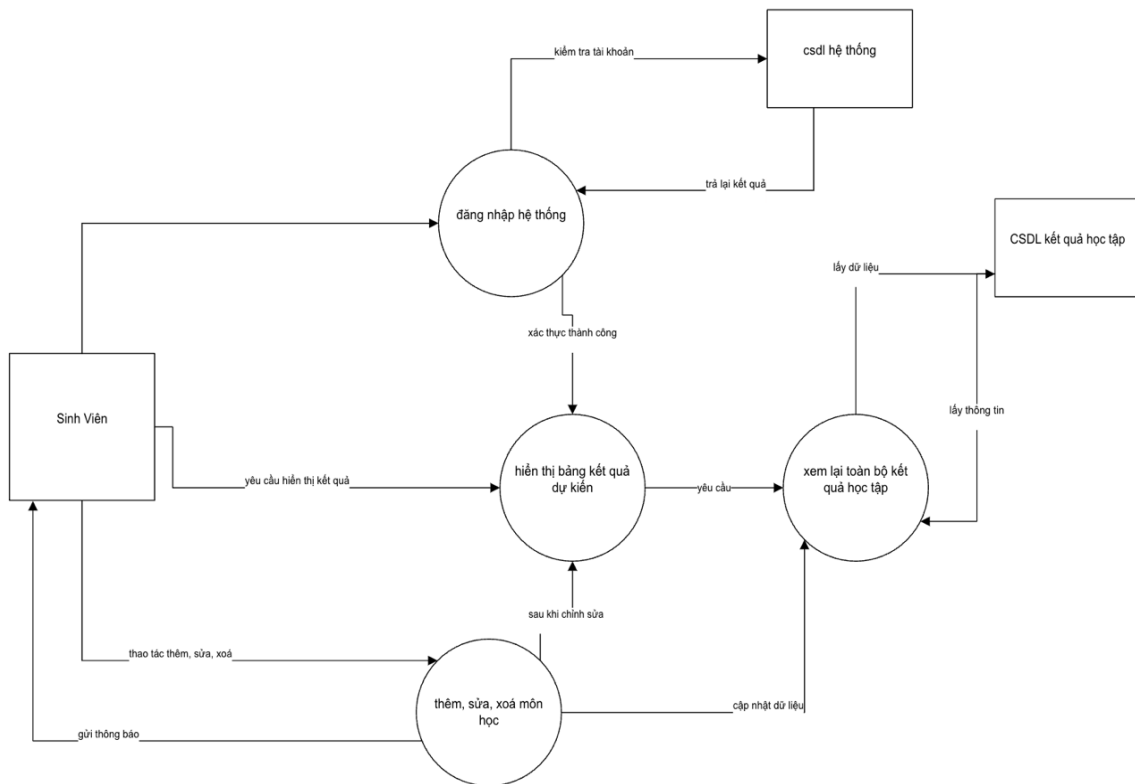 kiểm tra tài khoản
csdl hệ thống
trả lại kết quả
đăng nhập hệ thống
CSDL kết quả học tập
lấy dữ liệu
xác thực thành công
Sinh Viên
lấy thông tin
hiển thị bảng kết quả
dự kiến
xem lại toàn bộ kết
quả học tập
yêu cầu hiển thị kết quả
yêu cầu
sau khi chỉnh sửa
thao tác thêm, sửa, xoá
thêm, sửa, xoá môn
học
cập nhật dữ liệu
gửi thông báo